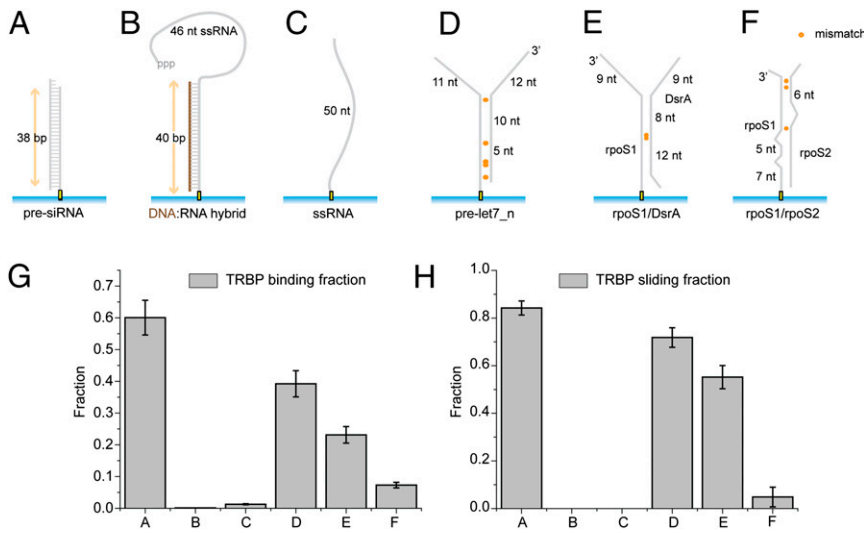 A
38 bp
pre-siRNA
B
46 nt ssRNA
ppp
40 bp
DNA:RNA hybrid
C
50 nt
ssRNA
D
3'
11 nt
12 nt
10 nt
5 nt
pre-let7_n
E
3'
9 nt
9 nt
DsrA
8 nt
rpoS1
12 nt
rpoS1/DsrA
F
mismatch
3'
6 nt
rpoS1
5 nt
rpoS2
7 nt
rpoS1/rpoS2
G
TRBP binding fraction
Fraction
0.7
0.6
0.5
0.4
0.3
0.2
0.1
0.0
A B C D E F
H
TRBP sliding fraction
Fraction
1.0
0.8
0.6
0.4
0.2
0.0
A B C D E F